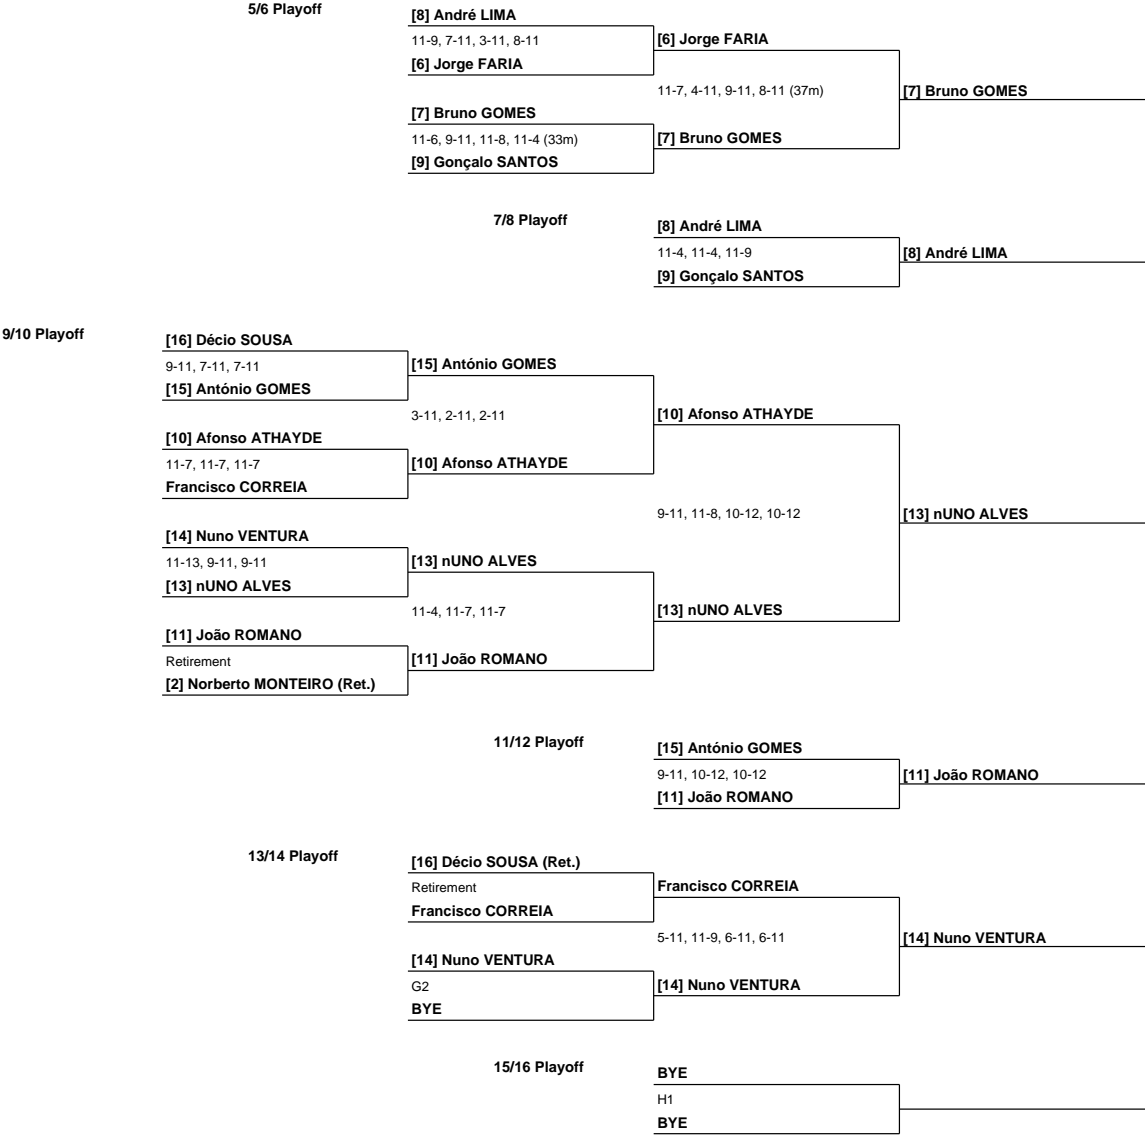 5/6 Playoff
[8] André LIMA
11-9, 7-11, 3-11, 8-11
[6] Jorge FARIA
[6] Jorge FARIA
11-7, 4-11, 9-11, 8-11 (37m)
[7] Bruno GOMES
[7] Bruno GOMES
11-6, 9-11, 11-8, 11-4 (33m)
[7] Bruno GOMES
[9] Gonçalo SANTOS
7/8 Playoff
[8] André LIMA
11-4, 11-4, 11-9
[8] André LIMA
[9] Gonçalo SANTOS
9/10 Playoff
[16] Décio SOUSA
9-11, 7-11, 7-11
[15] António GOMES
[15] António GOMES
3-11, 2-11, 2-11
[10] Afonso ATHAYDE
[10] Afonso ATHAYDE
11-7, 11-7, 11-7
[10] Afonso ATHAYDE
Francisco CORREIA
9-11, 11-8, 10-12, 10-12
[13] nUNO ALVES
[14] Nuno VENTURA
11-13, 9-11, 9-11
[13] nUNO ALVES
[13] nUNO ALVES
11-4, 11-7, 11-7
[13] nUNO ALVES
[11] João ROMANO
Retirement
[11] João ROMANO
[2] Norberto MONTEIRO (Ret.)
11/12 Playoff
[15] António GOMES
9-11, 10-12, 10-12
[11] João ROMANO
[11] João ROMANO
13/14 Playoff
[16] Décio SOUSA (Ret.)
Retirement
Francisco CORREIA
Francisco CORREIA
5-11, 11-9, 6-11, 6-11
[14] Nuno VENTURA
[14] Nuno VENTURA
G2
[14] Nuno VENTURA
BYE
15/16 Playoff
BYE
H1
BYE